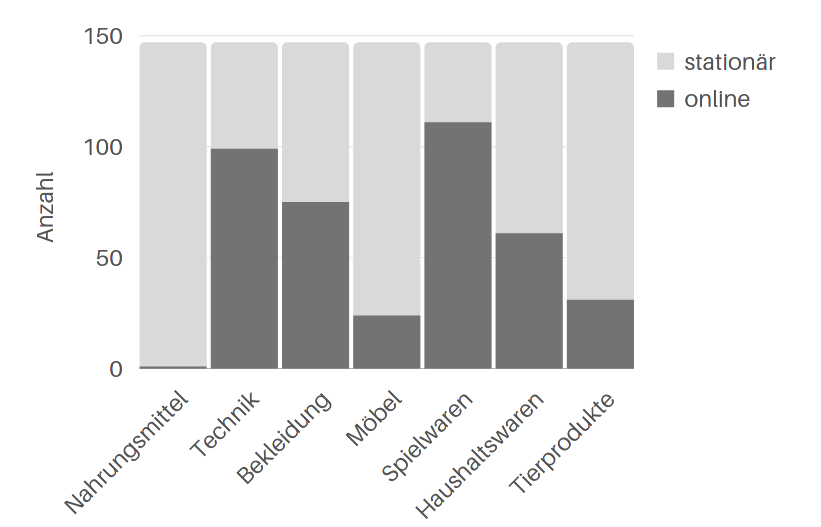 150
100
50
0
Anzahl
stationär
online
Nahrungsmittel
Technik
Bekleidung
Möbel
Spielwaren
Haushaltswaren
Tierprodukte